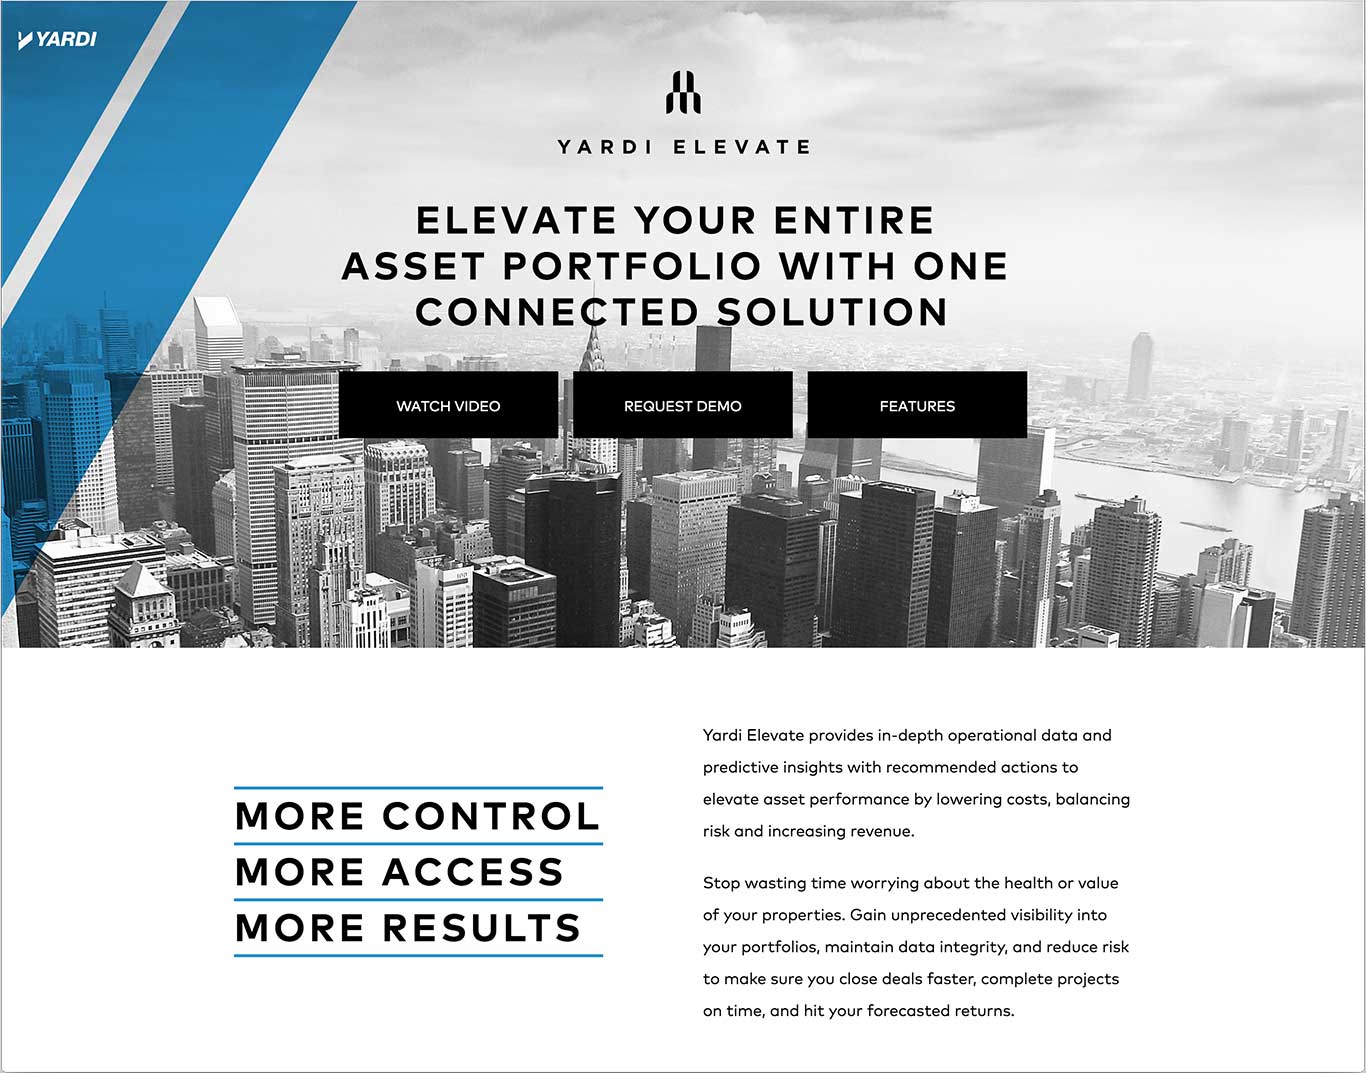 YARDI
YARDI ELEVATE
ELEVATE YOUR ENTIRE
ASSET PORTFOLIO WITH ONE
CONNECTED SOLUTION
WATCH VIDEO
REQUEST DEMO
FEATURES
MORE CONTROL
MORE ACCESS
MORE RESULTS
Yardi Elevate provides in-depth operational data and
predictive insights with recommended actions to
elevate asset performance by lowering costs, balancing
risk and increasing revenue.
Stop wasting time worrying about the health or value
of your properties. Gain unprecedented visibility into
your portfolios, maintain data integrity, and reduce risk
to make sure you close deals faster, complete projects
on time, and hit your forecasted returns.